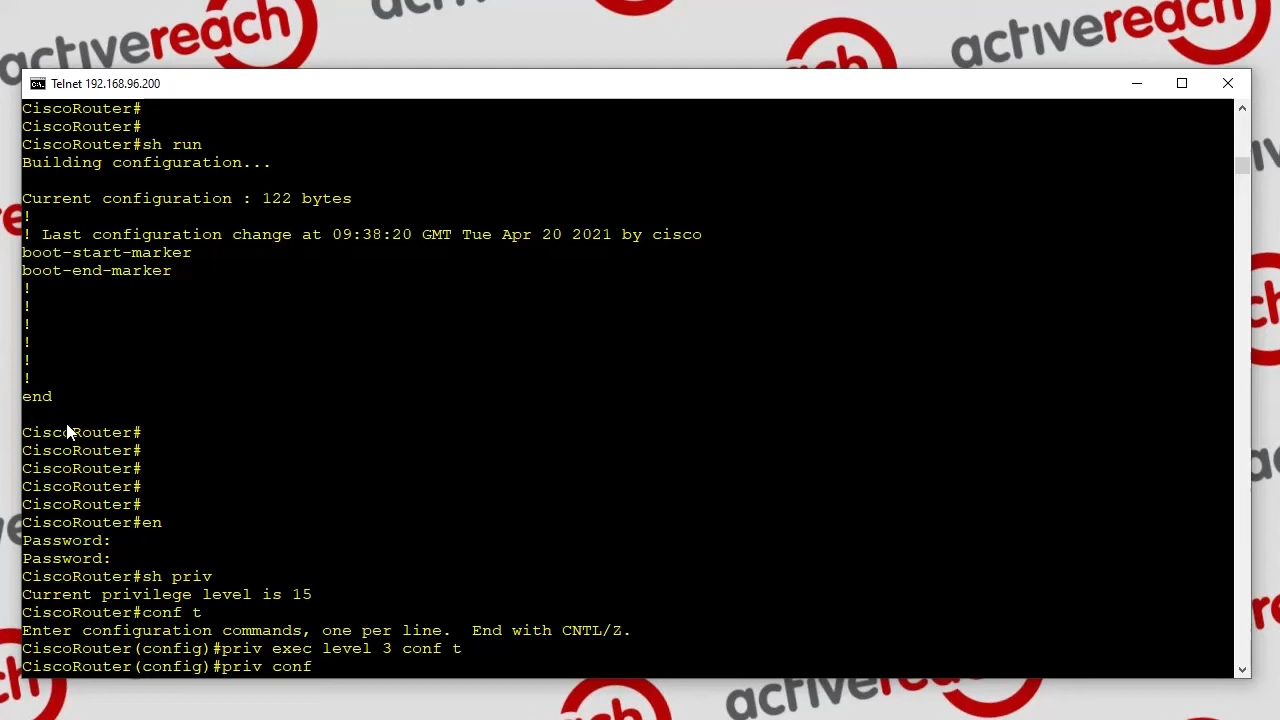 activereach
activereach
Telnet 192.168.96.200
CiscoRouter#
CiscoRouter#
CiscoRouter#sh run
Building configuration...
Current configuration : 122 bytes
!
! Last configuration change at 09:38:20 GMT Tue Apr 20 2021 by cisco
boot-start-marker
boot-end-marker
!
!
!
!
!
!
end
CiscoRouter#
CiscoRouter#
CiscoRouter#
CiscoRouter#
CiscoRouter#
CiscoRouter#en
Password:
Password:
CiscoRouter#sh priv
Current privilege level is 15
CiscoRouter#conf t
Enter configuration commands, one per line.  End with CNTL/Z.
CiscoRouter(config)#priv exec level 3 conf t
CiscoRouter(config)#priv conf